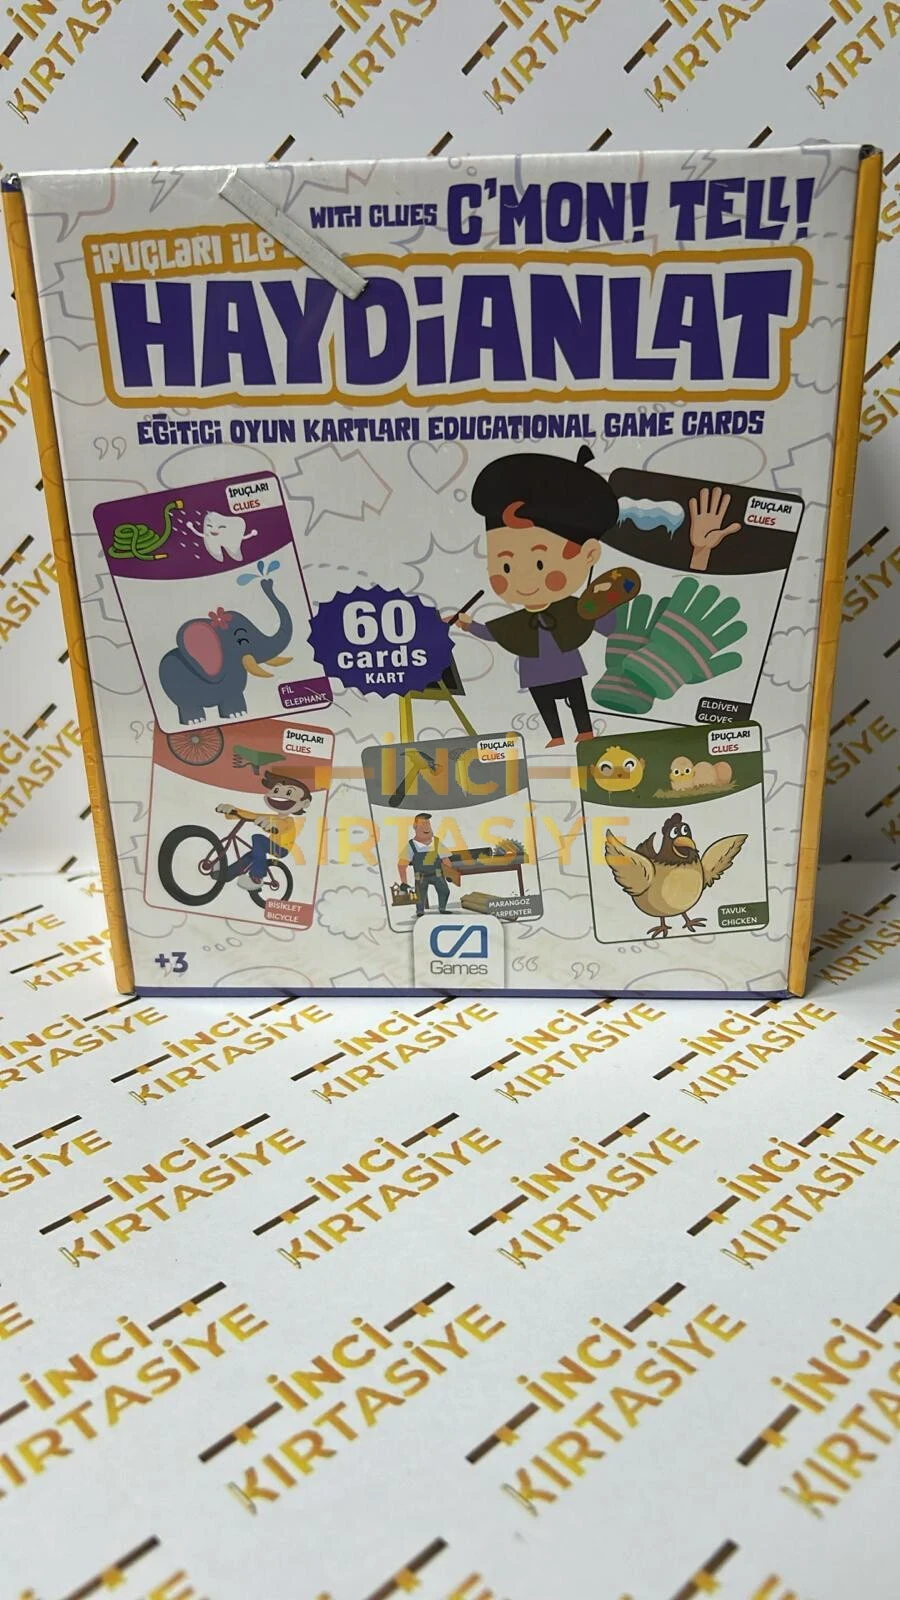 WITH CLUES C'MON! TELL!
İPUÇLARI İLE
HAYDİANLAT
EĞİTİCİ OYUN KARTLARI EDUCATIONAL GAME CARDS
İPUÇLARI
CLUES
İPUÇLARI
CLUES
60
cards
KART
FİL
ELEPHANT
ELDİVEN
GLOVES
İPUÇLARI
CLUES
İPUÇLARI
CLUES
İPUÇLARI
CLUES
İNCİ
KIRTASİYE
BİSİKLET
BICYCLE
MARANGOZ
CARPENTER
TAVUK
CHICKEN
+3
CA
Games
İNCİ
KIRTASİYE